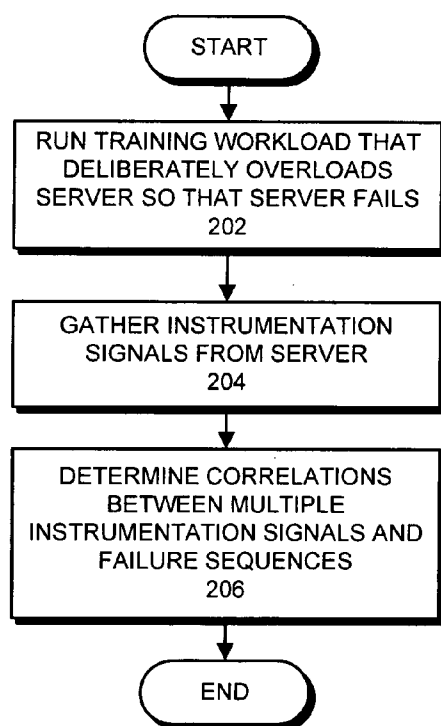 START
RUN TRAINING WORKLOAD THAT
DELIBERATELY OVERLOADS
SERVER SO THAT SERVER FAILS
202
GATHER INSTRUMENTATION
SIGNALS FROM SERVER
204
DETERMINE CORRELATIONS
BETWEEN MULTIPLE
INSTRUMENTATION SIGNALS AND
FAILURE SEQUENCES
206
END